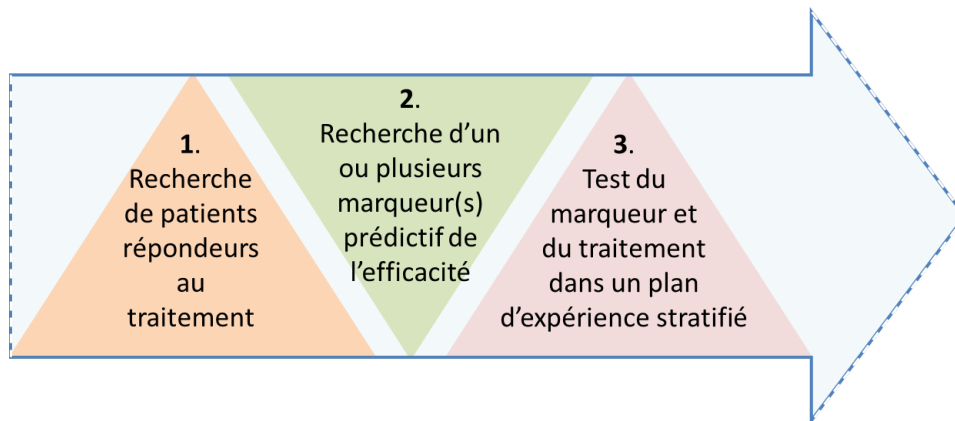 1.
Recherche
de patients
répondeurs
au
traitement
2.
Recherche d'un
ou plusieurs
marqueur(s)
prédictif de
l'efficacité
3.
Test du
marqueur et
du traitement
dans un plan
d'expérience stratifié